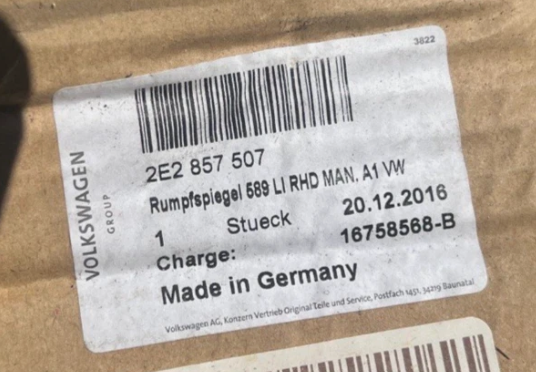 3822
VOLKSWAGEN
GROUP
2E2 857 507
Rumpfspiegel 589 LI RHD MAN. A1 VW
1 Stueck 20.12.2016
Charge: 16758568-B
Made in Germany
Volkswagen AG, Konzern Vertrieb Original Teile und Service, Postfach 1451, 34219 Baunatal